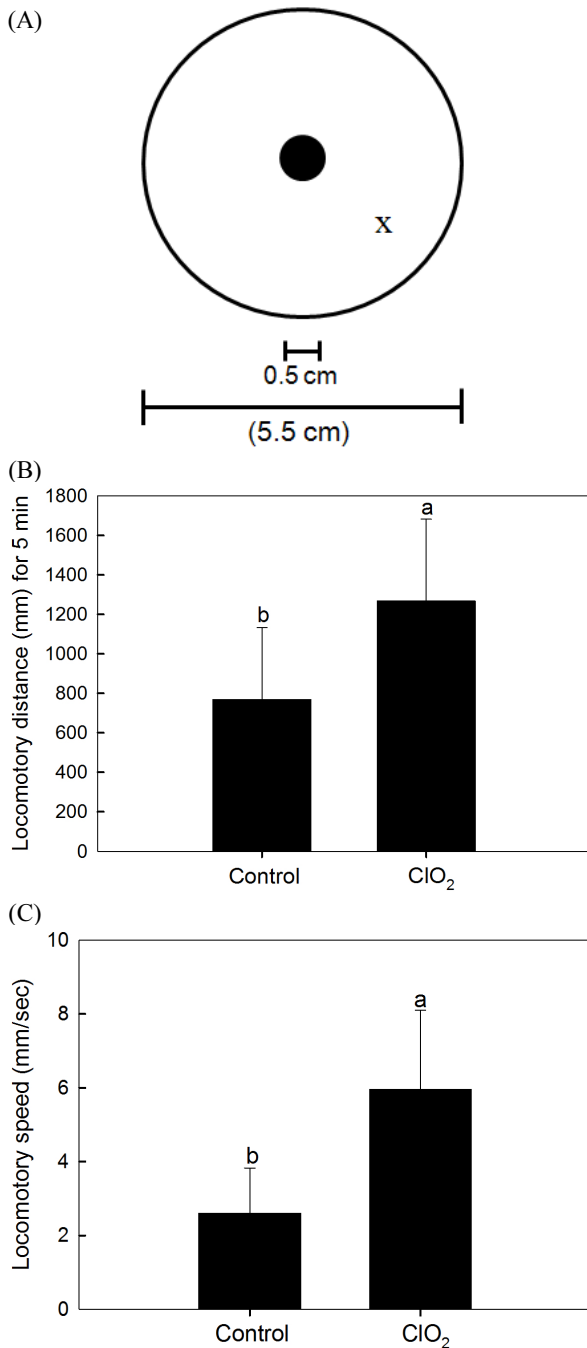 (A)
x
0.5 cm
(5.5 cm)
(B)
Locomotory distance (mm) for 5 min
1800
1600
1400
1200
1000
800
600
400
200
0
b
a
Control
ClO₂
(C)
Locomotory speed (mm/sec)
10
8
6
4
2
0
b
a
Control
ClO₂